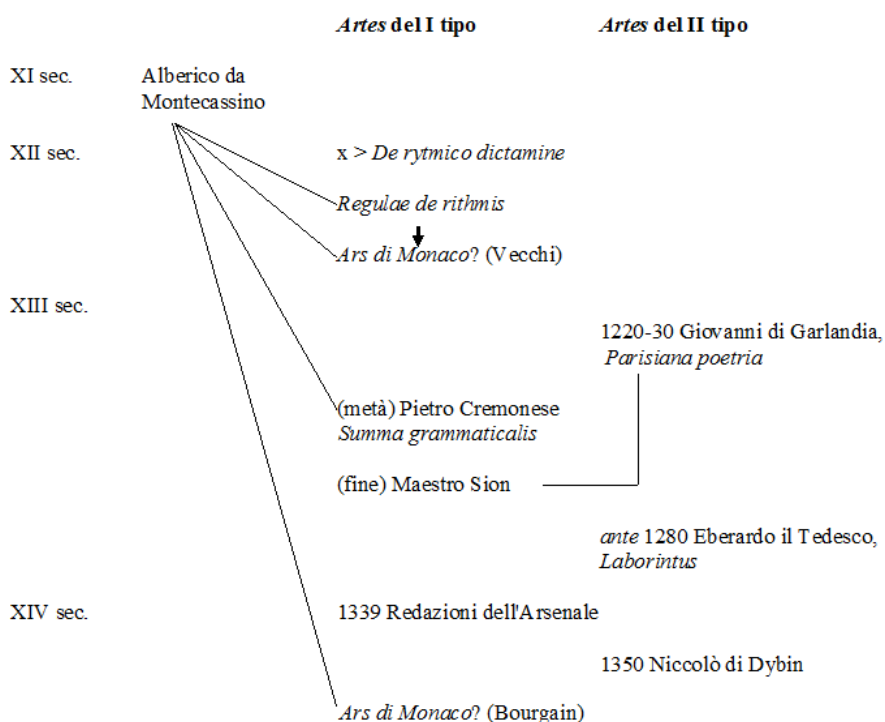 Artes del I tipo
Artes del II tipo
XI sec.
Alberico da
Montecassino
XII sec.
x > De rytmico dictamine
Regulae de rithmis
Ars di Monaco? (Vecchi)
XIII sec.
1220-30 Giovanni di Garlandia,
Parisiana poetria
(metà) Pietro Cremonese
Summa grammaticalis
(fine) Maestro Sion
ante 1280 Eberardo il Tedesco,
Laborintus
XIV sec.
1339 Redazioni dell'Arsenale
1350 Niccolò di Dybin
Ars di Monaco? (Bourgain)